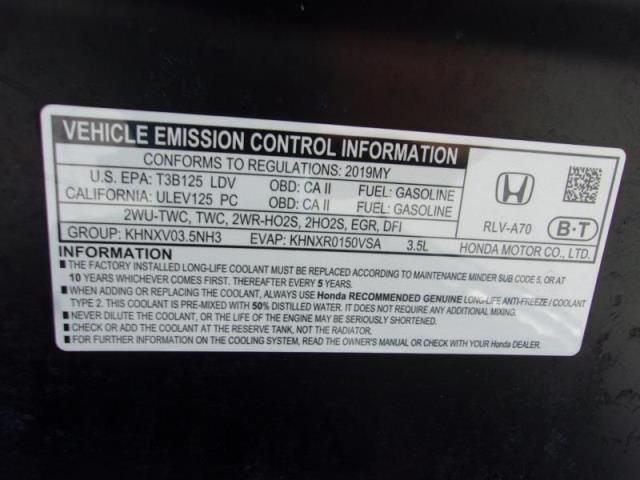 VEHICLE EMISSION CONTROL INFORMATION
CONFORMS TO REGULATIONS: 2019MY
U.S. EPA: T3B125 LDV OBD: CA II FUEL: GASOLINE
CALIFORNIA: ULEV125 PC OBD: CA II FUEL: GASOLINE
2WU-TWC, TWC, 2WR-HO2S, 2HO2S, EGR, DFI
GROUP: KHNXV03.5NH3 EVAP: KHNXR0150VSA 3.5L
RLV-A70 B·T
HONDA MOTOR CO., LTD.
INFORMATION
■ THE FACTORY INSTALLED LONG-LIFE COOLANT MUST BE REPLACED ACCORDING TO MAINTENANCE MINDER SUB CODE 5, OR AT
10 YEARS WHICHEVER COMES FIRST. THEREAFTER EVERY 5 YEARS.
■ WHEN ADDING OR REPLACING THE COOLANT, ALWAYS USE Honda RECOMMENDED GENUINE LONG-LIFE ANTI-FREEZE / COOLANT
TYPE 2. THIS COOLANT IS PRE-MIXED WITH 50% DISTILLED WATER. IT DOES NOT REQUIRE ANY ADDITIONAL MIXING.
■ NEVER DILUTE THE COOLANT, OR THE LIFE OF THE ENGINE MAY BE SERIOUSLY SHORTENED.
■ CHECK OR ADD THE COOLANT AT THE RESERVE TANK, NOT THE RADIATOR.
■ FOR FURTHER INFORMATION ON THE COOLING SYSTEM, READ THE OWNER'S MANUAL OR CHECK WITH YOUR Honda DEALER.